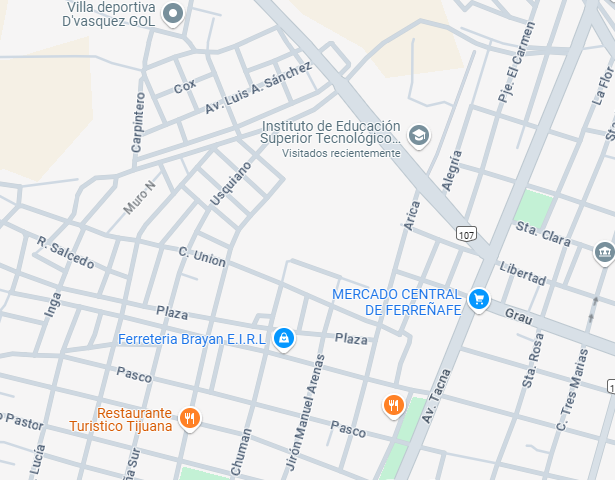 Villa deportiva
D'vasquez GOL
Cox
Av. Luis A. Sánchez
Carpintero
Pje. El Carmen
La Flor
Instituto de Educación
Superior Tecnológico...
Visitados recientemente
Usquiano
Muro N
Alegría
Arica
107
Sta. Clara
R. Salcedo
C. Union
Libertad
MERCADO CENTRAL
DE FERREÑAFE
Inga
Plaza
Grau
Ferreteria Brayan E.I.R.L
Plaza
Sta. Rosa
C. Tres Marias
Pasco
Jirón Manuel Arenas
Av. Tacna
Restaurante
Turistico Tijuana
Pastor
Pasco
Chuman
Lucía
Sur